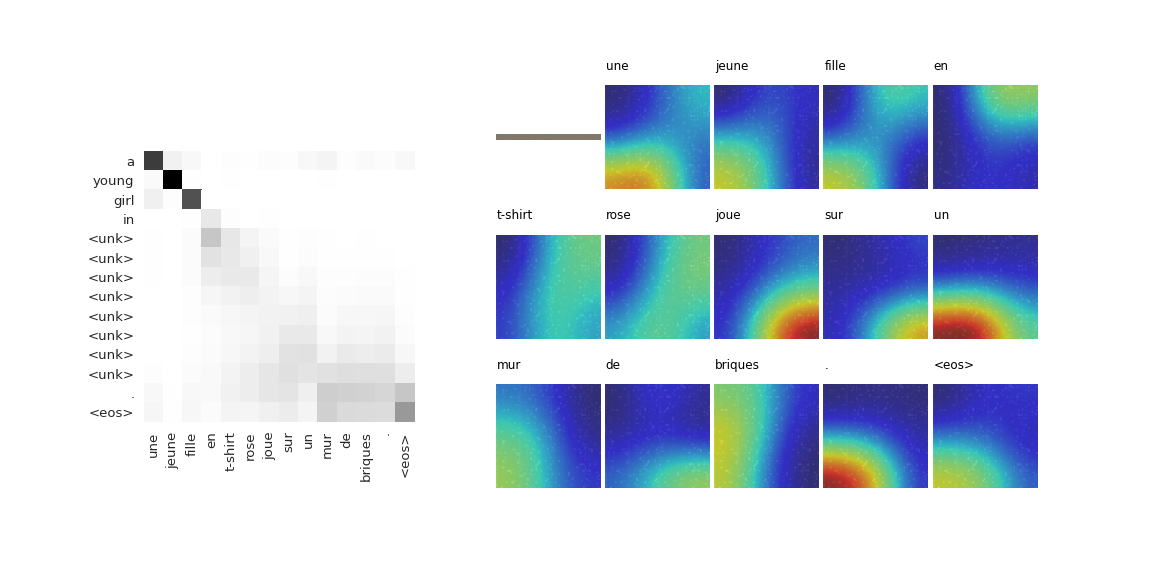 a
young
girl
in
<unk>
<unk>
<unk>
<unk>
<unk>
<unk>
<unk>
<unk>
.
<eos>
une
jeune
fille
en
t-shirt
rose
joue
sur
un
mur
de
briques
.
<eos>
une jeune fille en
t-shirt rose joue sur un
mur de briques . <eos>